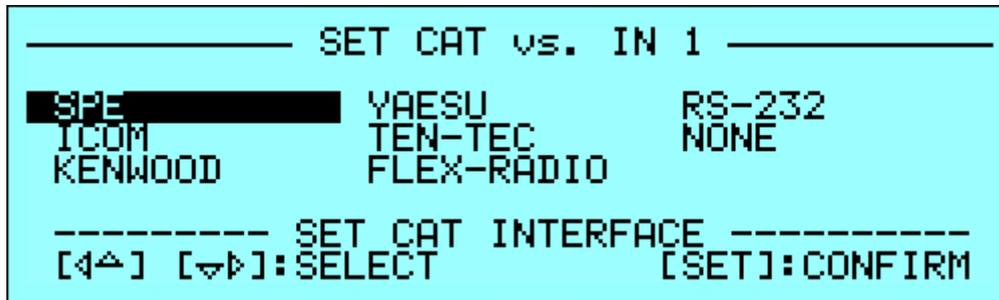 SET CAT vs. IN 1
SPE YAESU RS-232
ICOM TEN-TEC NONE
KENWOOD FLEX-RADIO
--------- SET CAT INTERFACE ----------
[◁△] [▽▷]:SELECT [SET]:CONFIRM